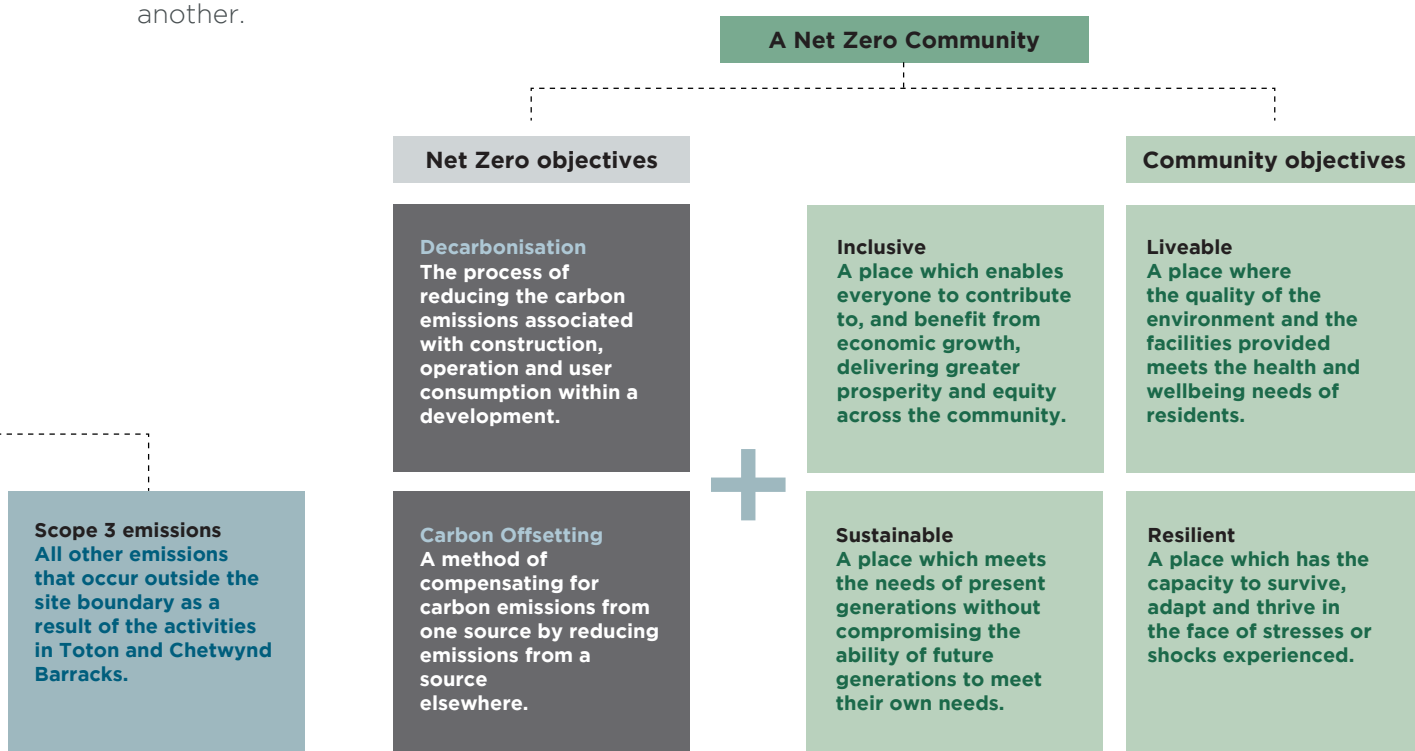 another.
A Net Zero Community
Net Zero objectives
Community objectives
Decarbonisation
The process of
reducing the carbon
emissions associated
with construction,
operation and user
consumption within a
development.
Inclusive
A place which enables
everyone to contribute
to, and benefit from
economic growth,
delivering greater
prosperity and equity
across the community.
Liveable
A place where
the quality of the
environment and the
facilities provided
meets the health and
wellbeing needs of
residents.
+
Scope 3 emissions
All other emissions
that occur outside the
site boundary as a
result of the activities
in Toton and Chetwynd
Barracks.
Carbon Offsetting
A method of
compensating for
carbon emissions from
one source by reducing
emissions from a
source
elsewhere.
Sustainable
A place which meets
the needs of present
generations without
compromising the
ability of future
generations to meet
their own needs.
Resilient
A place which has the
capacity to survive,
adapt and thrive in
the face of stresses or
shocks experienced.